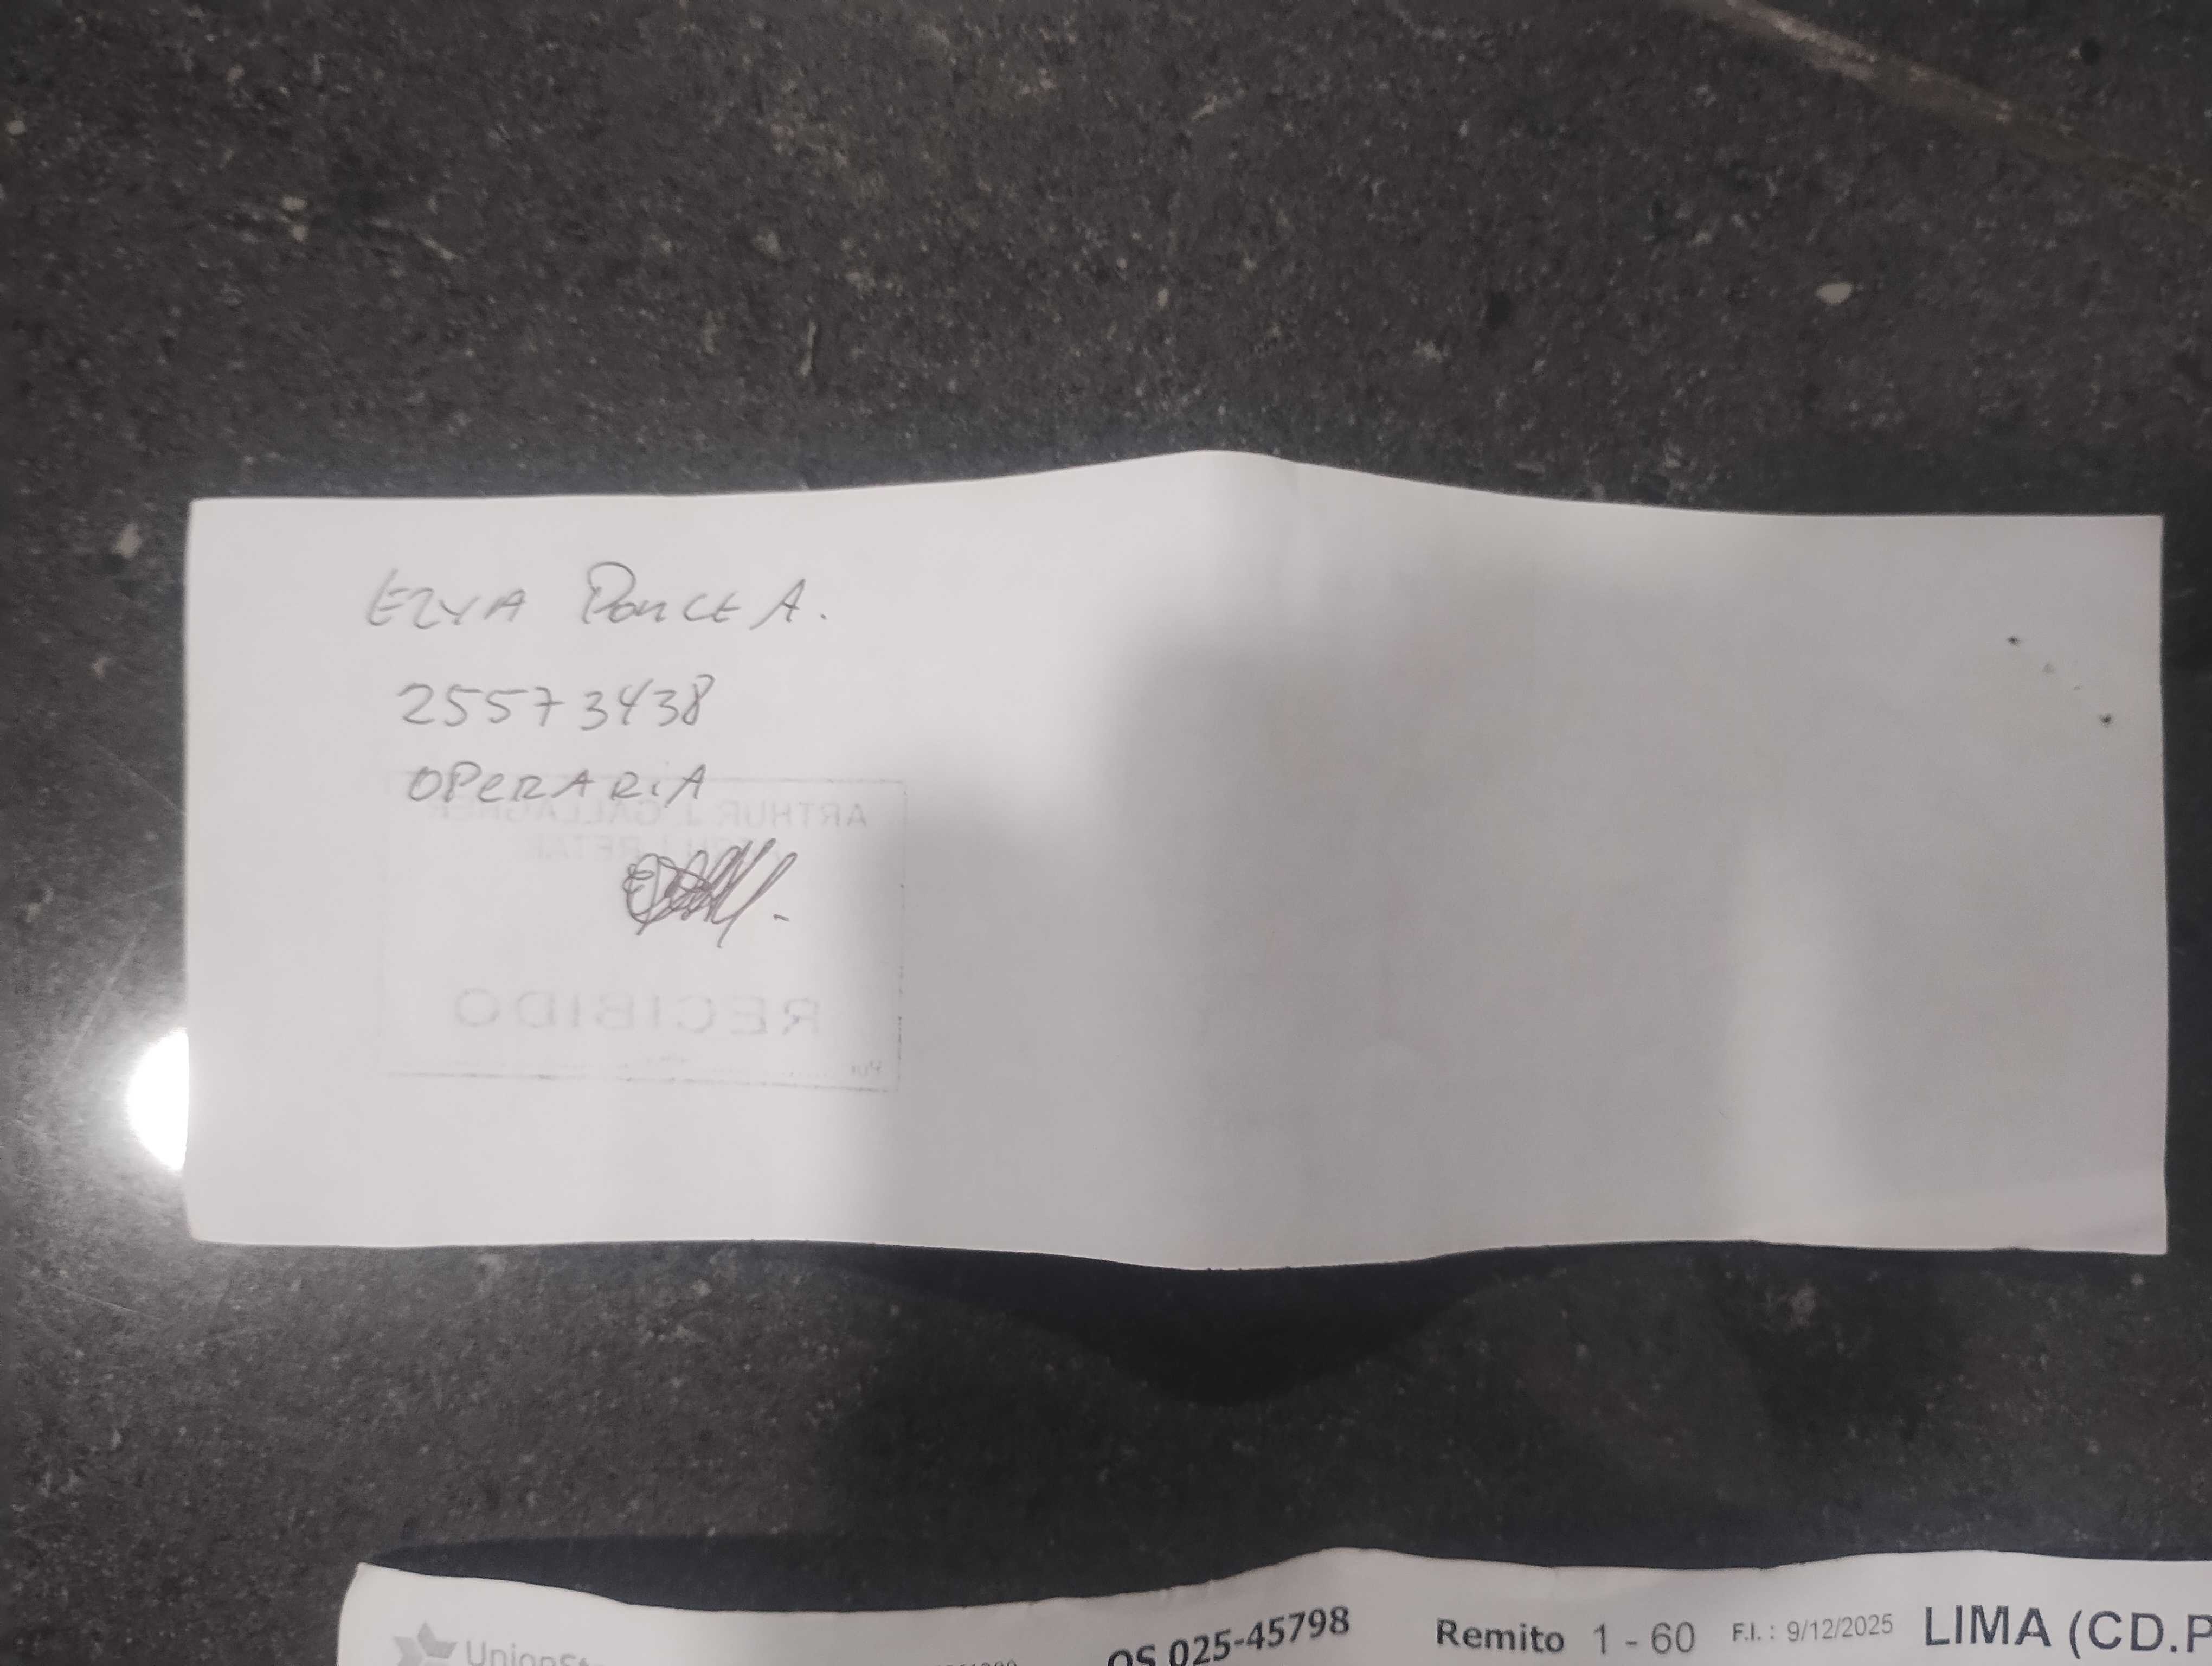 ELVA PONCE A.
25573438
OPERARIA
ARTHUR J. GALLAGHER
RECIBIDO
OS 025-45798
Remito 1 - 60
F.I. : 9/12/2025
LIMA (CD.P